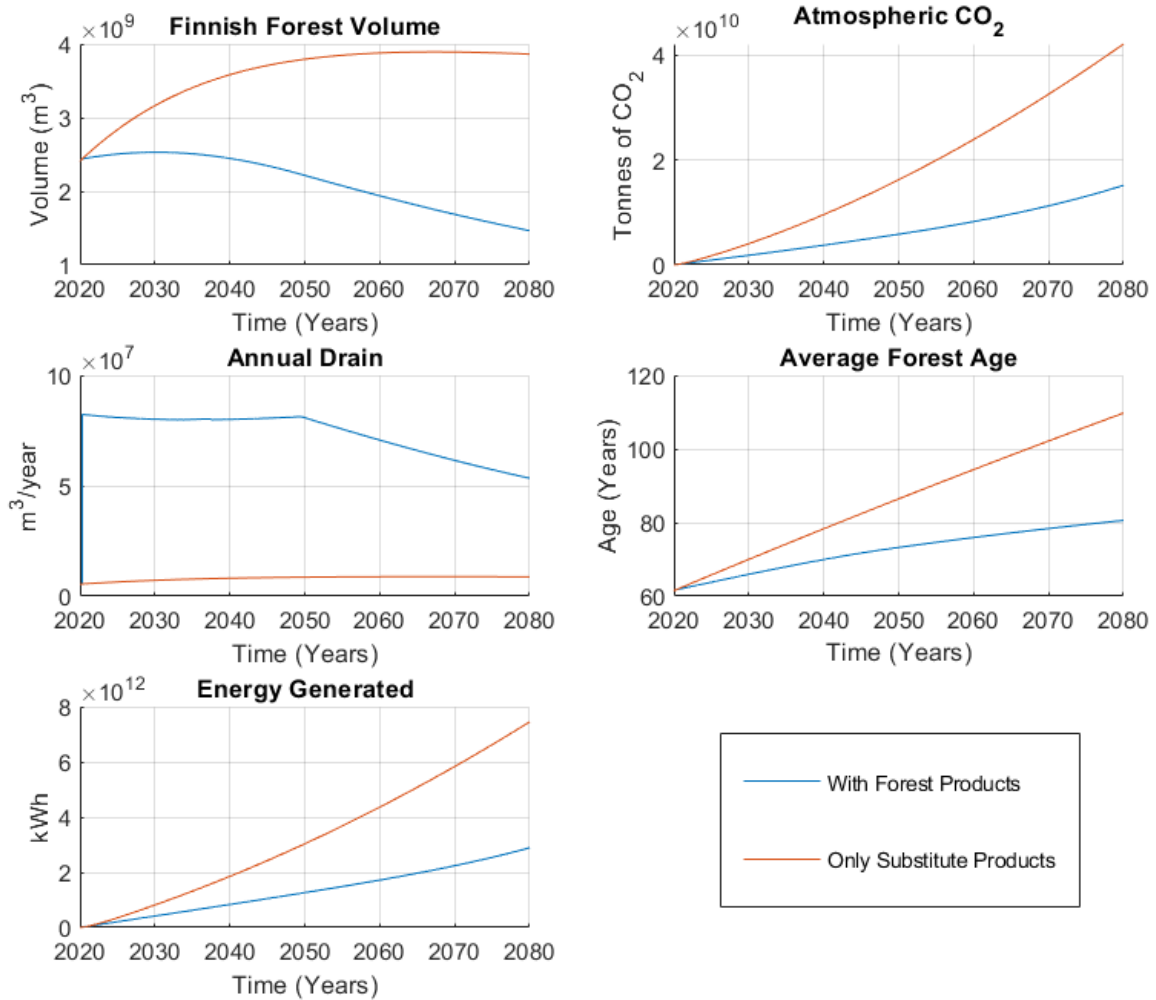 Finnish Forest Volume
×10^9
Volume (m^3)
4
3
2
1
2020 2030 2040 2050 2060 2070 2080
Time (Years)
Atmospheric CO_2
×10^10
Tonnes of CO_2
4
2
0
2020 2030 2040 2050 2060 2070 2080
Time (Years)
Annual Drain
×10^7
m^3/year
10
5
0
2020 2030 2040 2050 2060 2070 2080
Time (Years)
Average Forest Age
Age (Years)
120
100
80
60
2020 2030 2040 2050 2060 2070 2080
Time (Years)
Energy Generated
×10^12
kWh
8
6
4
2
0
2020 2030 2040 2050 2060 2070 2080
Time (Years)
With Forest Products
Only Substitute Products